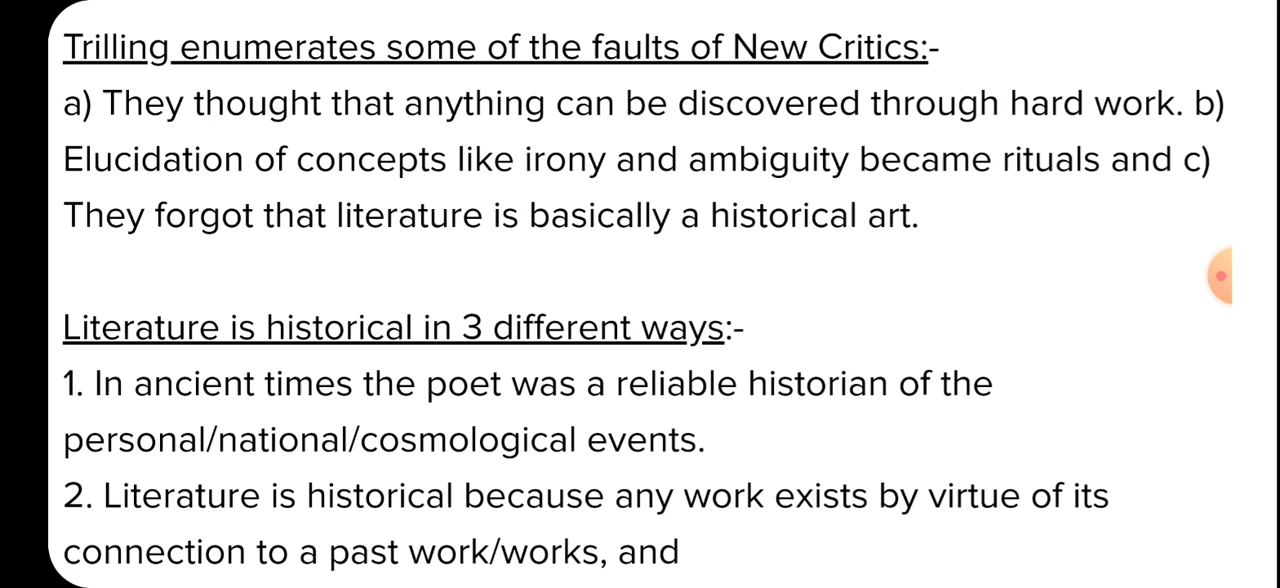 Trilling enumerates some of the faults of New Critics:-
a) They thought that anything can be discovered through hard work. b)
Elucidation of concepts like irony and ambiguity became rituals and c)
They forgot that literature is basically a historical art.
Literature is historical in 3 different ways:-
1. In ancient times the poet was a reliable historian of the
personal/national/cosmological events.
2. Literature is historical because any work exists by virtue of its
connection to a past work/works, and